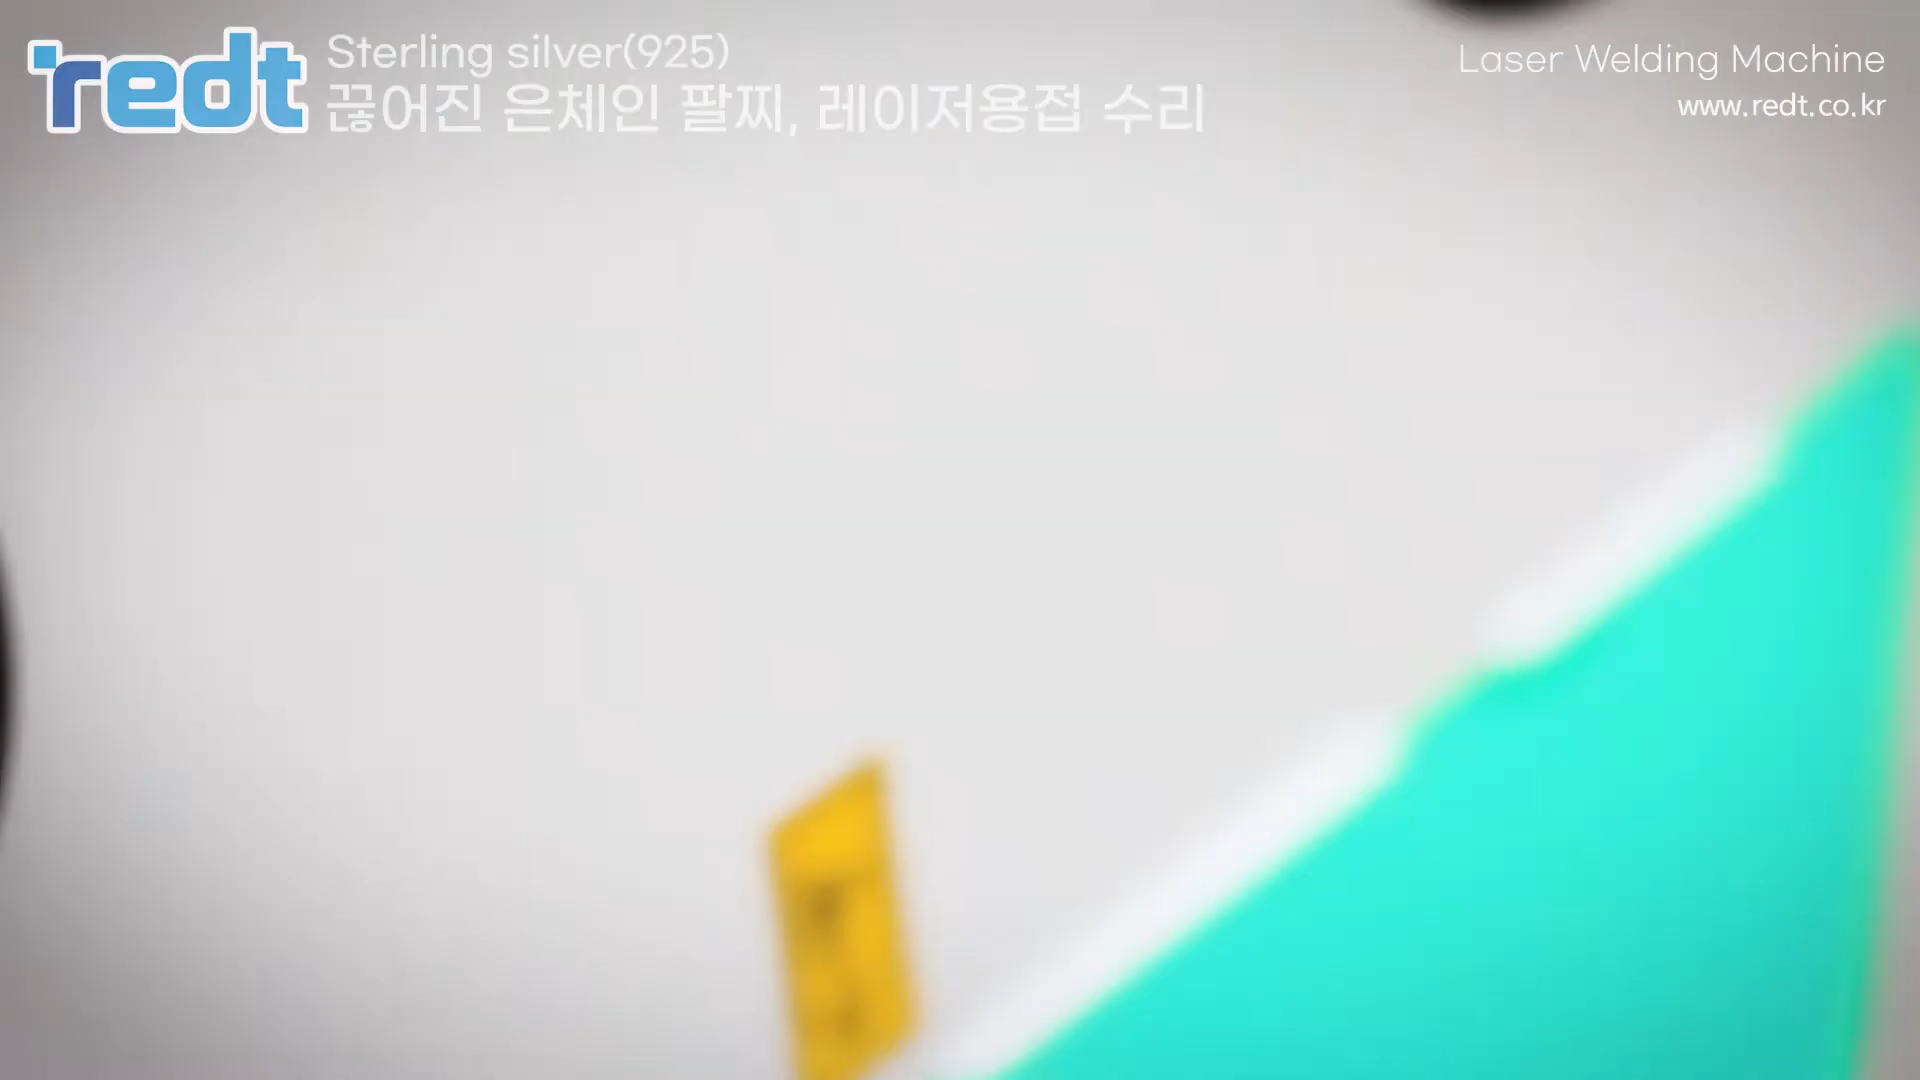 redt
Sterling silver(925)
끊어진 은체인 팔찌, 레이저용접 수리
Laser Welding Machine
www.redt.co.kr